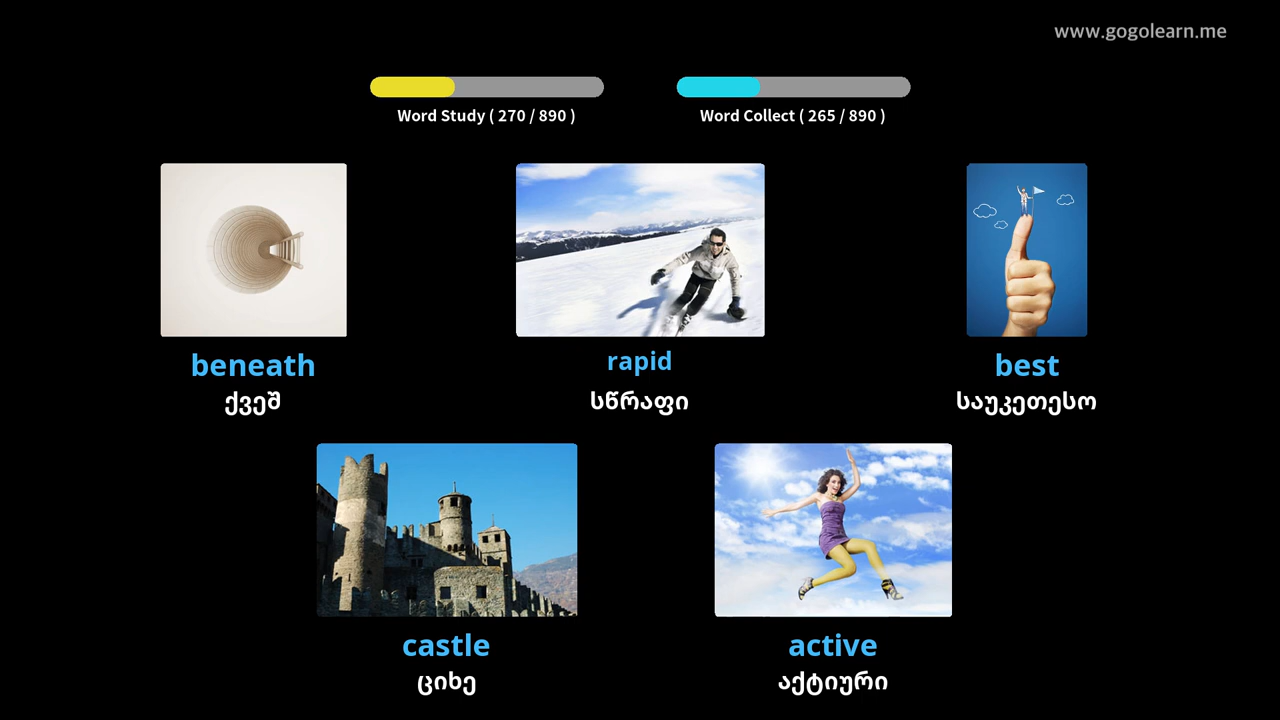 www.gogolearn.me
Word Study ( 270 / 890 )
Word Collect ( 265 / 890 )
beneath
ქვეშ
rapid
სწრაფი
best
საუკეთესო
castle
ციხე
active
აქტიური